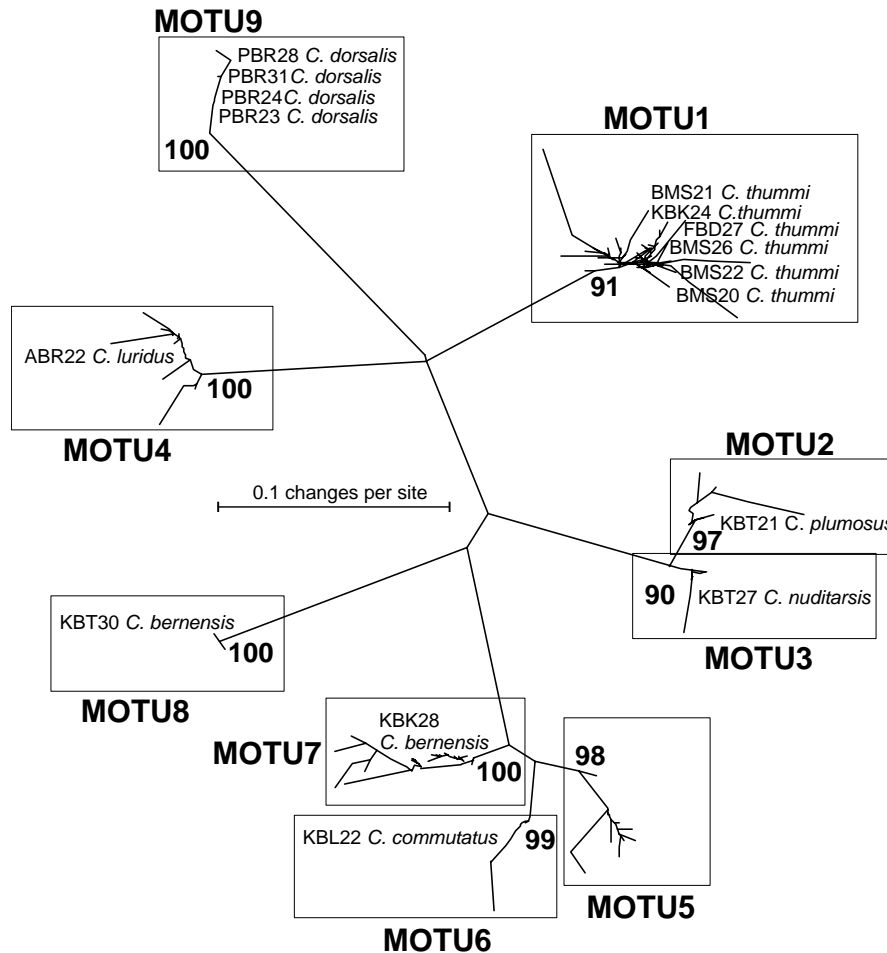 MOTU9
PBR28 C. dorsalis
PBR31 C. dorsalis
PBR24 C. dorsalis
PBR23 C. dorsalis
100
MOTU1
BMS21 C. thummi
KBK24 C.thummi
FBD27 C. thummi
BMS26 C. thummi
BMS22 C. thummi
BMS20 C. thummi
91
ABR22 C. luridus
100
MOTU4
MOTU2
0.1 changes per site
KBT21 C. plumosus
97
90
KBT27 C. nuditarsis
MOTU3
KBT30 C. bernensis
100
MOTU8
KBK28
C. bernensis
MOTU7
100
98
KBL22 C. commutatus
99
MOTU5
MOTU6